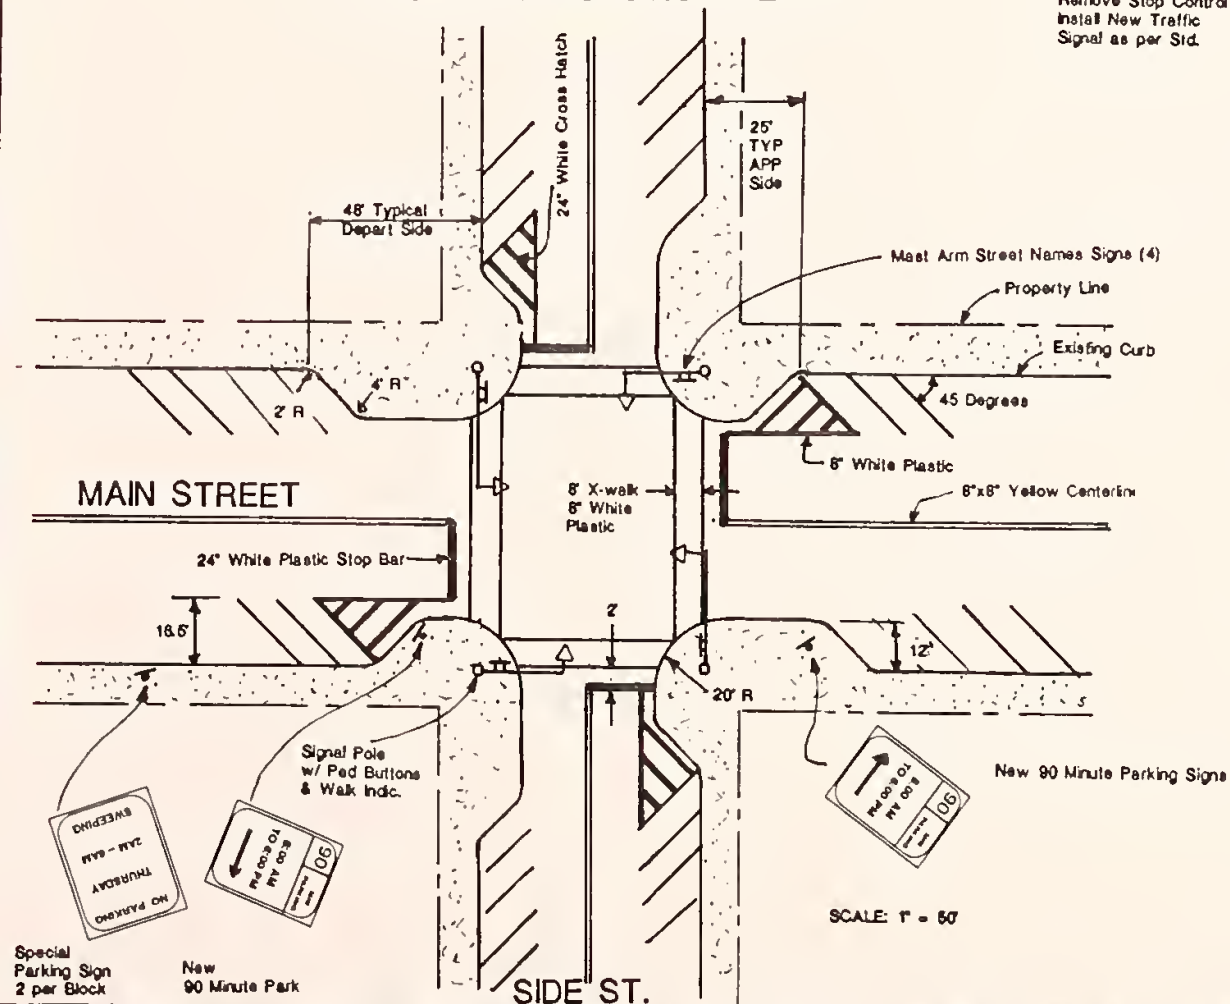 Remove Stop Control
Install New Traffic
Signal as per Std.
24" White Cross Hatch
25'
TYP
APP
Side
48' Typical
Depart Side
Mast Arm Street Names Signs (4)
Property Line
Existing Curb
2' R
4' R
45 Degrees
8" White Plastic
MAIN STREET
8' X-walk
8" White
Plastic
8"x8" Yellow Centerline
24" White Plastic Stop Bar
2'
16.5'
12'
20' R
Signal Pole
w/ Ped Buttons
& Walk Indic.
New 90 Minute Parking Signs
NO PARKING
THURSDAY
2AM - 6AM
SWEEPING
90
8:00 AM
TO 6:00 PM
90
8:00 AM
TO 6:00 PM
SCALE: 1" = 50'
Special
Parking Sign
2 per Block
New
90 Minute Park
SIDE ST.